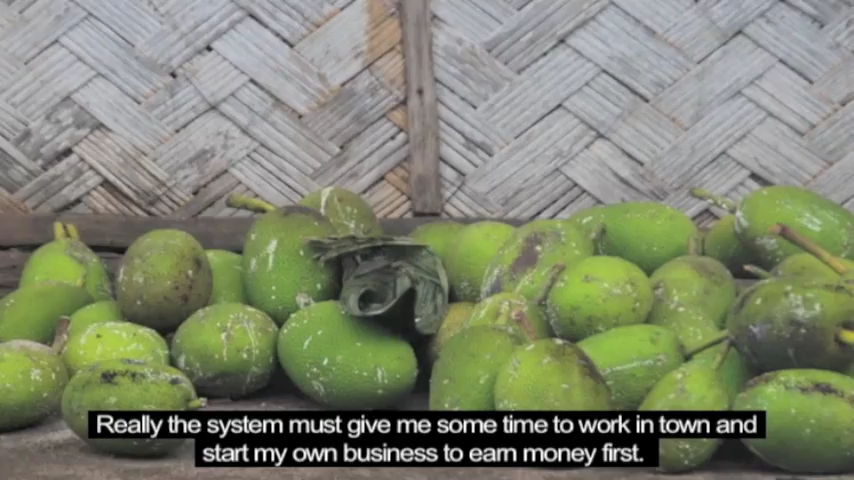 Really the system must give me some time to work in town and
start my own business to earn money first.